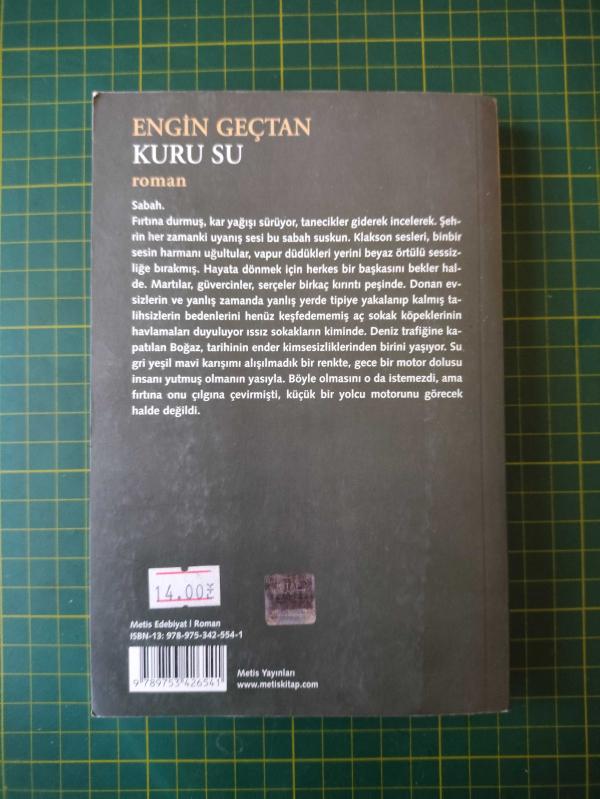 ENGİN GEÇTAN
KURU SU
roman
Sabah.
Fırtına durmuş, kar yağışı sürüyor, tanecikler giderek incelerek. Şeh-
rin her zamanki uyanış sesi bu sabah suskun. Klakson sesleri, binbir
sesin harmanı uğultular, vapur düdükleri yerini beyaz örtülü sessiz-
liğe bırakmış. Hayata dönmek için herkes bir başkasını bekler hal-
de. Martılar, güvercinler, serçeler birkaç kırıntı peşinde. Donan ev-
sizlerin ve yanlış zamanda yanlış yerde tipiye yakalanıp kalmış ta-
lihsizlerin bedenlerini henüz keşfedememiş aç sokak köpeklerinin
havlamaları duyuluyor ıssız sokakların kiminde. Deniz trafiğine ka-
patılan Boğaz, tarihinin ender kimsesizliklerinden birini yaşıyor. Su
gri yeşil mavi karışımı alışılmadık bir renkte, gece bir motor dolusu
insanı yutmuş olmanın yasıyla. Böyle olmasını o da istemezdi, ama
fırtına onu çılgına çevirmişti, küçük bir yolcu motorunu görecek
halde değildi.
14.00
Metis Edebiyat | Roman
ISBN-13: 978-975-342-554-1
9 789753 426541
Metis Yayınları
www.metiskitap.com